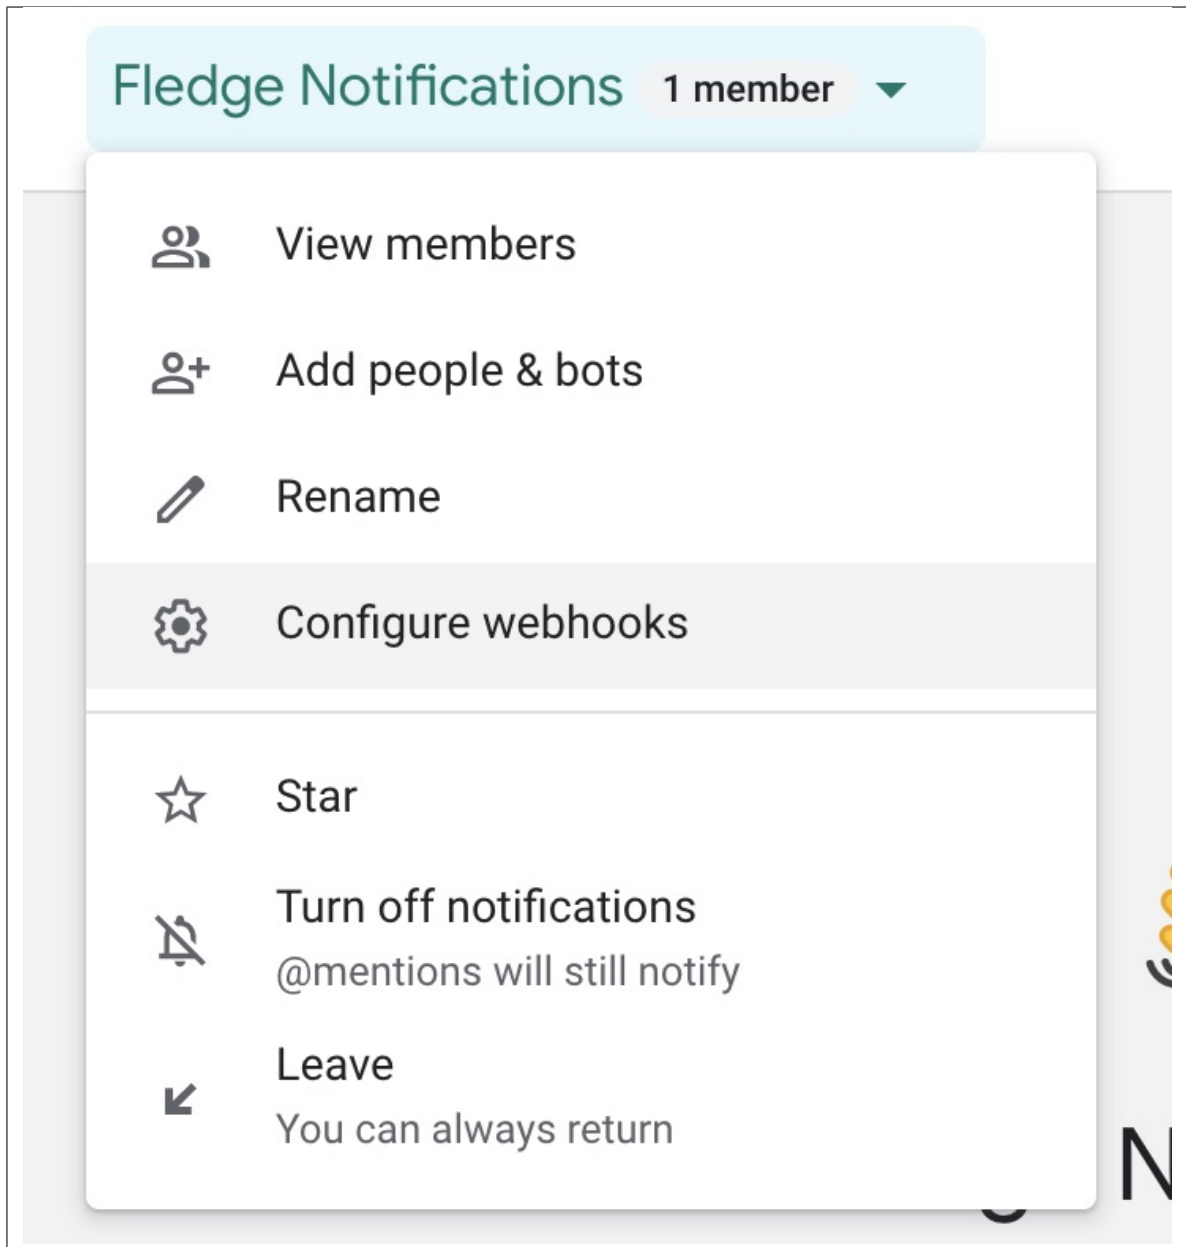 Fledge Notifications 1 member
View members
Add people & bots
Rename
Configure webhooks
Star
Turn off notifications
@mentions will still notify
Leave
You can always return
N